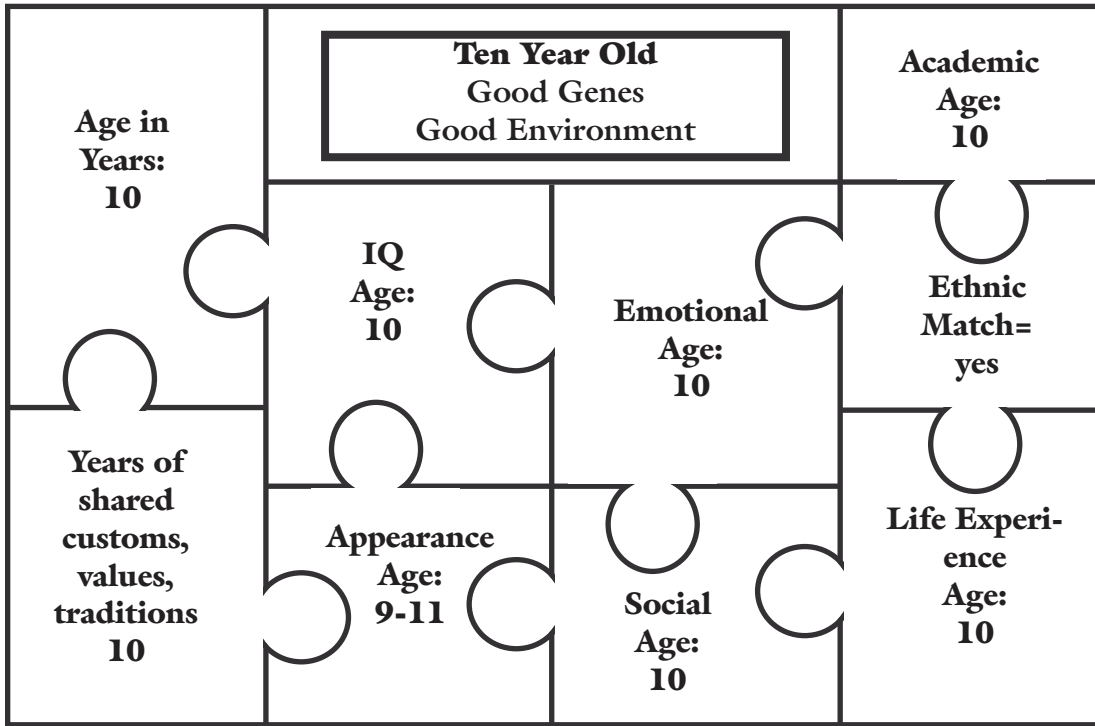 Ten Year Old
Good Genes
Good Environment
Age in
Years:
10
Academic
Age:
10
IQ
Age:
10
Emotional
Age:
10
Ethnic
Match=
yes
Years of
shared
customs,
values,
traditions
10
Appearance
Age:
9-11
Social
Age:
10
Life Experi-
ence
Age:
10